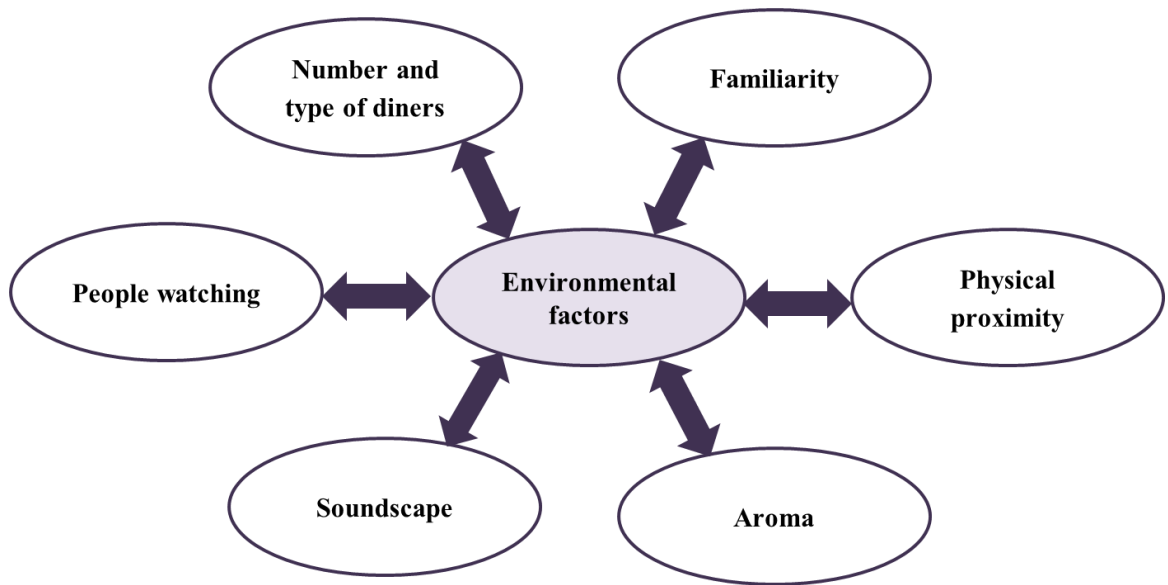 Number and
type of diners
Familiarity
People watching
Environmental
factors
Physical
proximity
Soundscape
Aroma